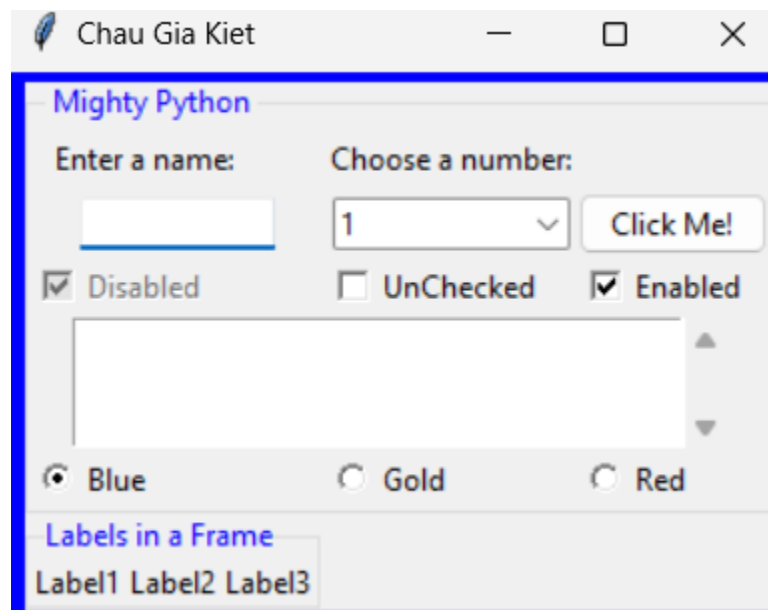 Chau Gia Kiet
Mighty Python
Enter a name: Choose a number:
1 Click Me!
Disabled UnChecked Enabled
Blue Gold Red
Labels in a Frame
Label1 Label2 Label3